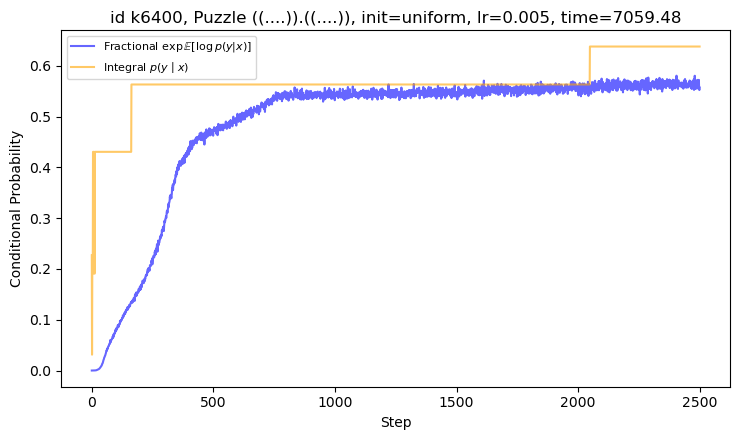 id k6400, Puzzle ((....)).((....)), init=uniform, lr=0.005, time=7059.48
Fractional exp 𝔼[log p(y|x)]
Integral p(y | x)
Conditional Probability
0.6
0.5
0.4
0.3
0.2
0.1
0.0
0 500 1000 1500 2000 2500
Step